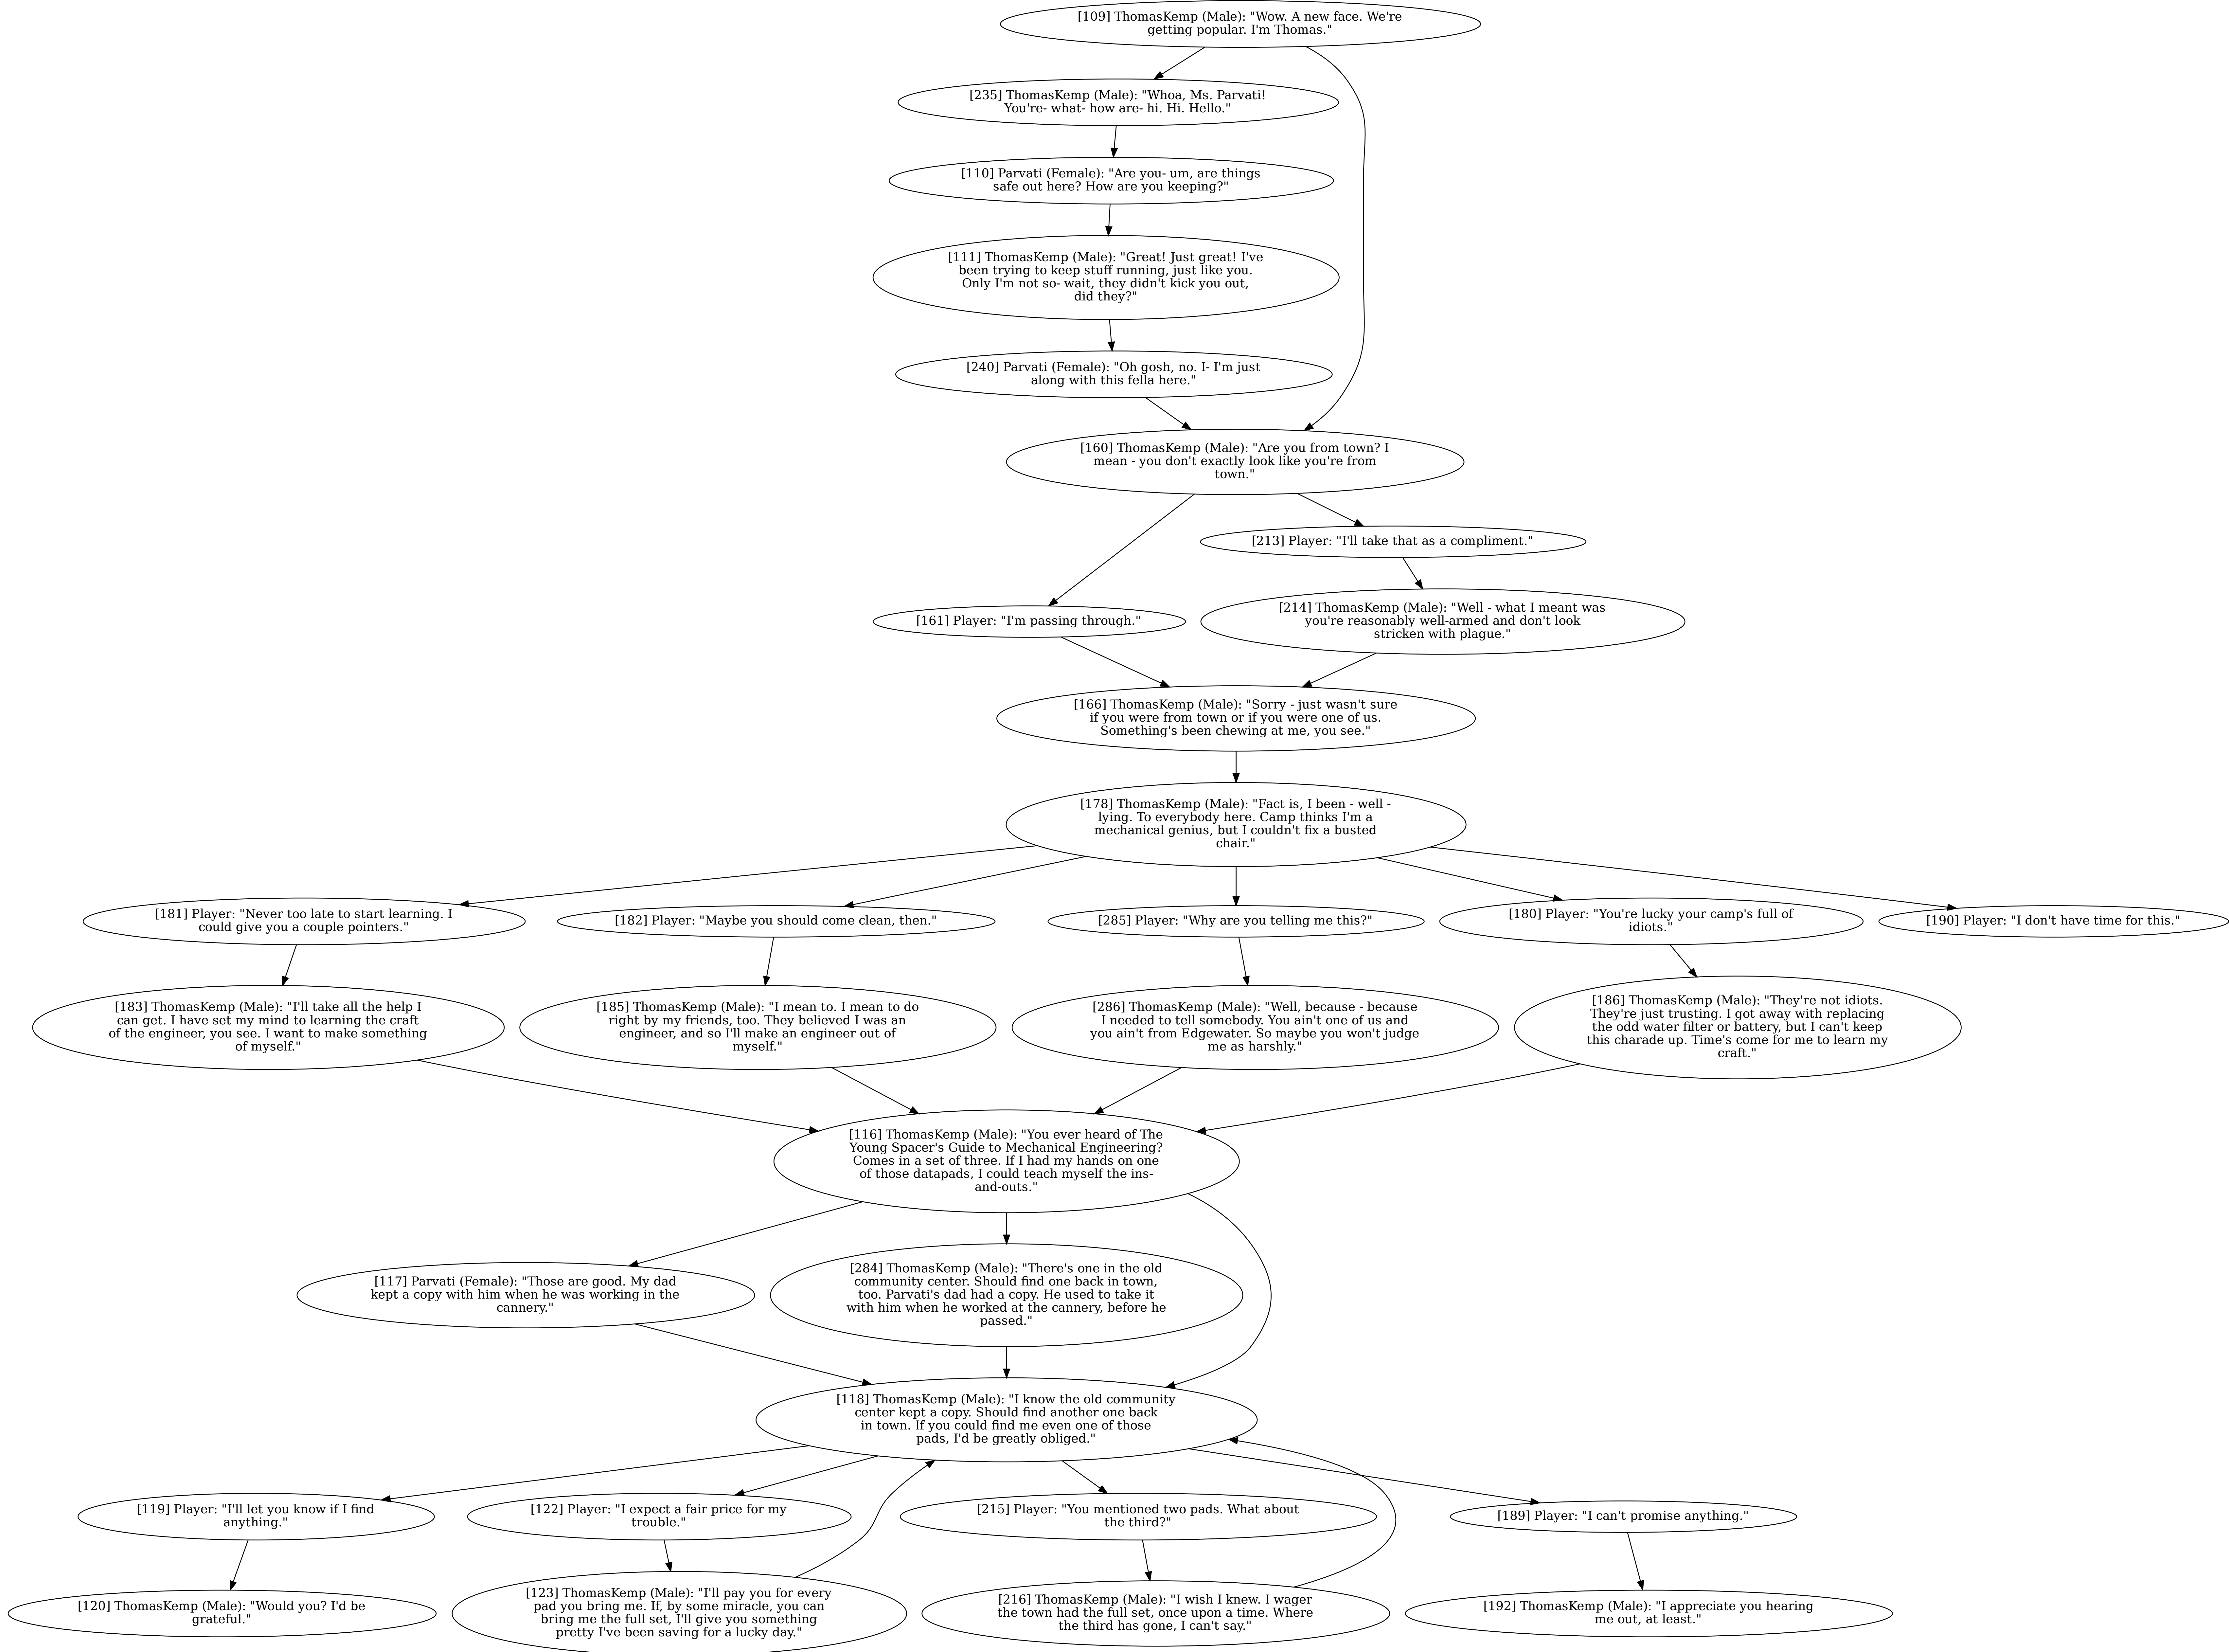 [109] ThomasKemp (Male): "Wow. A new face. We're
getting popular. I'm Thomas."
[235] ThomasKemp (Male): "Whoa, Ms. Parvati!
You're- what- how are- hi. Hi. Hello."
[110] Parvati (Female): "Are you- um, are things
safe out here? How are you keeping?"
[111] ThomasKemp (Male): "Great! Just great! I've
been trying to keep stuff running, just like you.
Only I'm not so- wait, they didn't kick you out,
did they?"
[240] Parvati (Female): "Oh gosh, no. I- I'm just
along with this fella here."
[160] ThomasKemp (Male): "Are you from town? I
mean - you don't exactly look like you're from
town."
[213] Player: "I'll take that as a compliment."
[161] Player: "I'm passing through."
[214] ThomasKemp (Male): "Well - what I meant was
you're reasonably well-armed and don't look
stricken with plague."
[166] ThomasKemp (Male): "Sorry - just wasn't sure
if you were from town or if you were one of us.
Something's been chewing at me, you see."
[178] ThomasKemp (Male): "Fact is, I been - well -
lying. To everybody here. Camp thinks I'm a
mechanical genius, but I couldn't fix a busted
chair."
[181] Player: "Never too late to start learning. I
could give you a couple pointers."
[182] Player: "Maybe you should come clean, then."
[285] Player: "Why are you telling me this?"
[180] Player: "You're lucky your camp's full of
idiots."
[190] Player: "I don't have time for this."
[183] ThomasKemp (Male): "I'll take all the help I
can get. I have set my mind to learning the craft
of the engineer, you see. I want to make something
of myself."
[185] ThomasKemp (Male): "I mean to. I mean to do
right by my friends, too. They believed I was an
engineer, and so I'll make an engineer out of
myself."
[286] ThomasKemp (Male): "Well, because - because
I needed to tell somebody. You ain't one of us and
you ain't from Edgewater. So maybe you won't judge
me as harshly."
[186] ThomasKemp (Male): "They're not idiots.
They're just trusting. I got away with replacing
the odd water filter or battery, but I can't keep
this charade up. Time's come for me to learn my
craft."
[116] ThomasKemp (Male): "You ever heard of The
Young Spacer's Guide to Mechanical Engineering?
Comes in a set of three. If I had my hands on one
of those datapads, I could teach myself the ins-
and-outs."
[117] Parvati (Female): "Those are good. My dad
kept a copy with him when he was working in the
cannery."
[284] ThomasKemp (Male): "There's one in the old
community center. Should find one back in town,
too. Parvati's dad had a copy. He used to take it
with him when he worked at the cannery, before he
passed."
[118] ThomasKemp (Male): "I know the old community
center kept a copy. Should find another one back
in town. If you could find me even one of those
pads, I'd be greatly obliged."
[119] Player: "I'll let you know if I find
anything."
[122] Player: "I expect a fair price for my
trouble."
[215] Player: "You mentioned two pads. What about
the third?"
[189] Player: "I can't promise anything."
[120] ThomasKemp (Male): "Would you? I'd be
grateful."
[123] ThomasKemp (Male): "I'll pay you for every
pad you bring me. If, by some miracle, you can
bring me the full set, I'll give you something
pretty I've been saving for a lucky day."
[216] ThomasKemp (Male): "I wish I knew. I wager
the town had the full set, once upon a time. Where
the third has gone, I can't say."
[192] ThomasKemp (Male): "I appreciate you hearing
me out, at least."